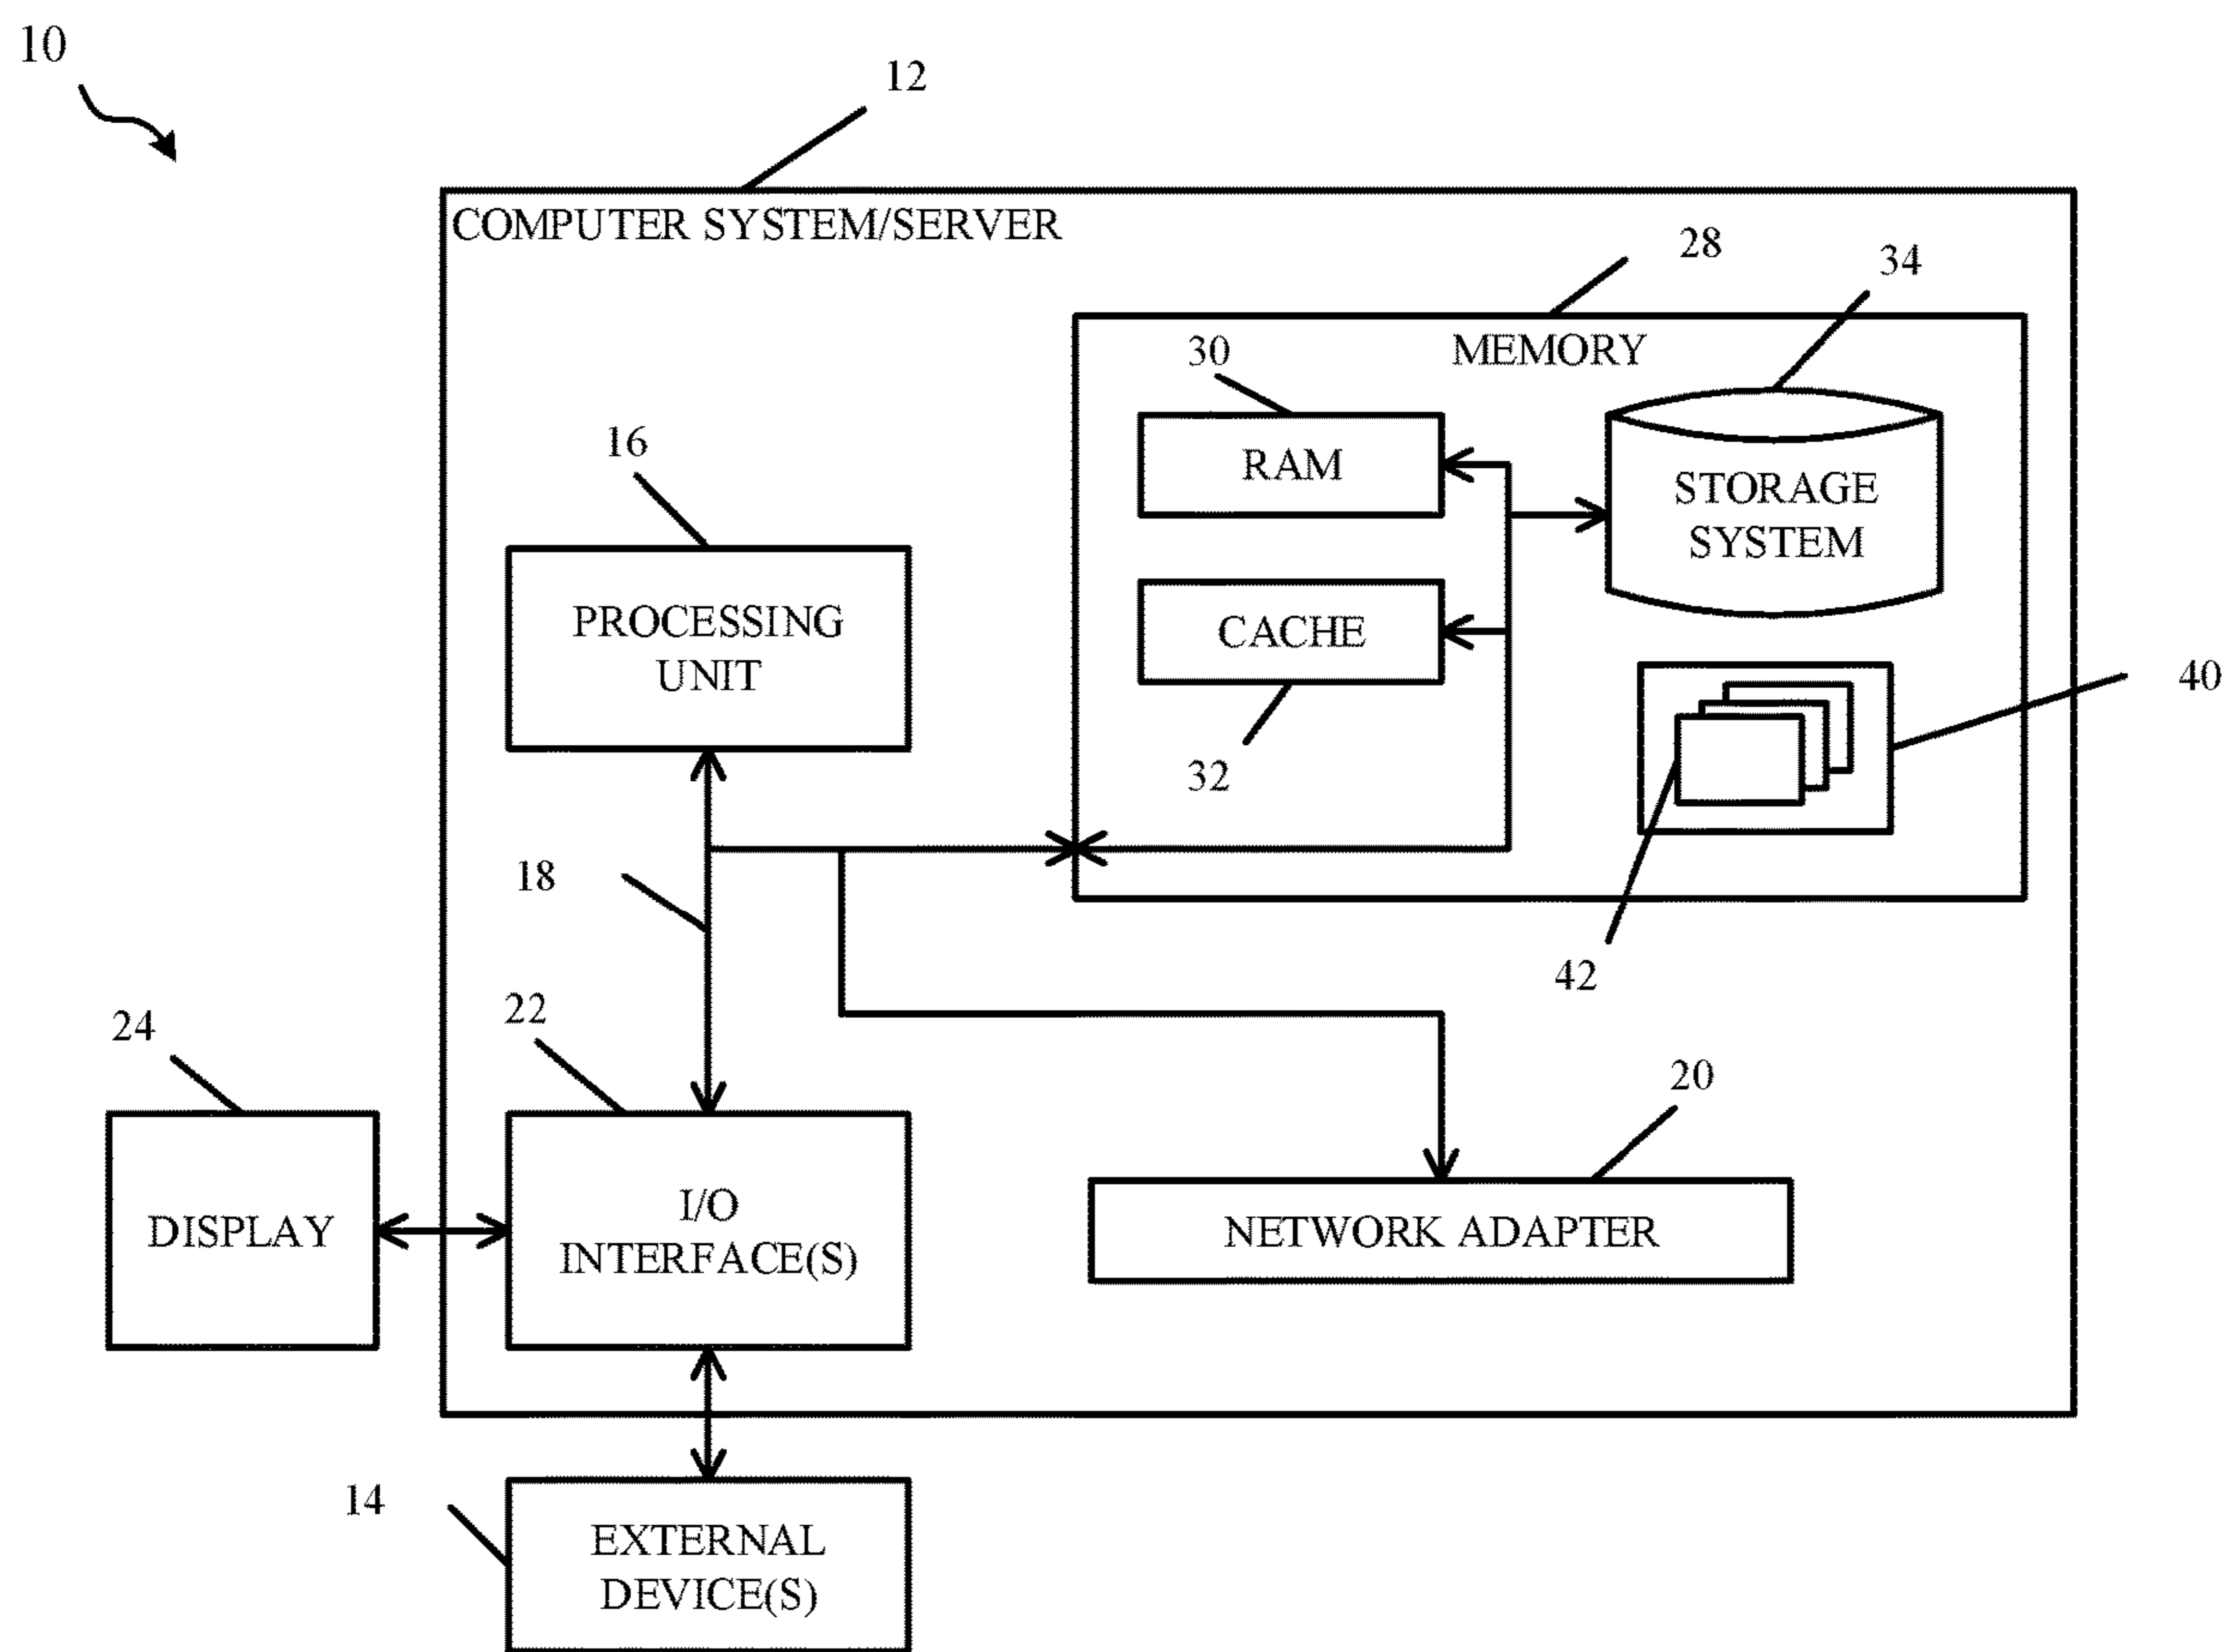 10
12
COMPUTER SYSTEM/SERVER
28
34
MEMORY
30
RAM
STORAGE
SYSTEM
16
PROCESSING
UNIT
CACHE
32
40
42
18
22
24
20
DISPLAY
I/O
INTERFACE(S)
NETWORK ADAPTER
14
EXTERNAL
DEVICE(S)